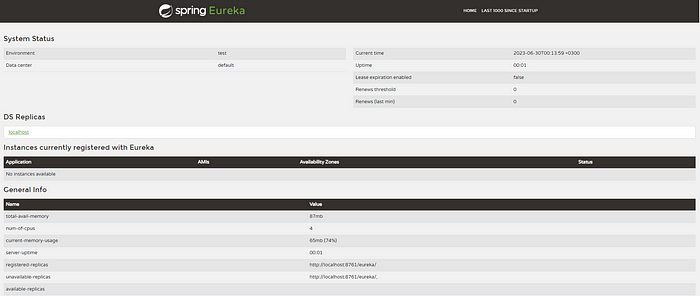 spring Eureka
HOME LAST 1000 SINCE STARTUP
System Status
Environment test
Data center default
Current time 2023-06-30T00:13:59 +0300
Uptime 00:01
Lease expiration enabled false
Renews threshold 0
Renews (last min) 0
DS Replicas
localhost
Instances currently registered with Eureka
Application AMIs Availability Zones Status
No instances available
General Info
Name Value
total-avail-memory 87mb
num-of-cpus 4
current-memory-usage 65mb (74%)
server-uptime 00:01
registered-replicas http://localhost:8761/eureka/
unavailable-replicas http://localhost:8761/eureka/,
available-replicas